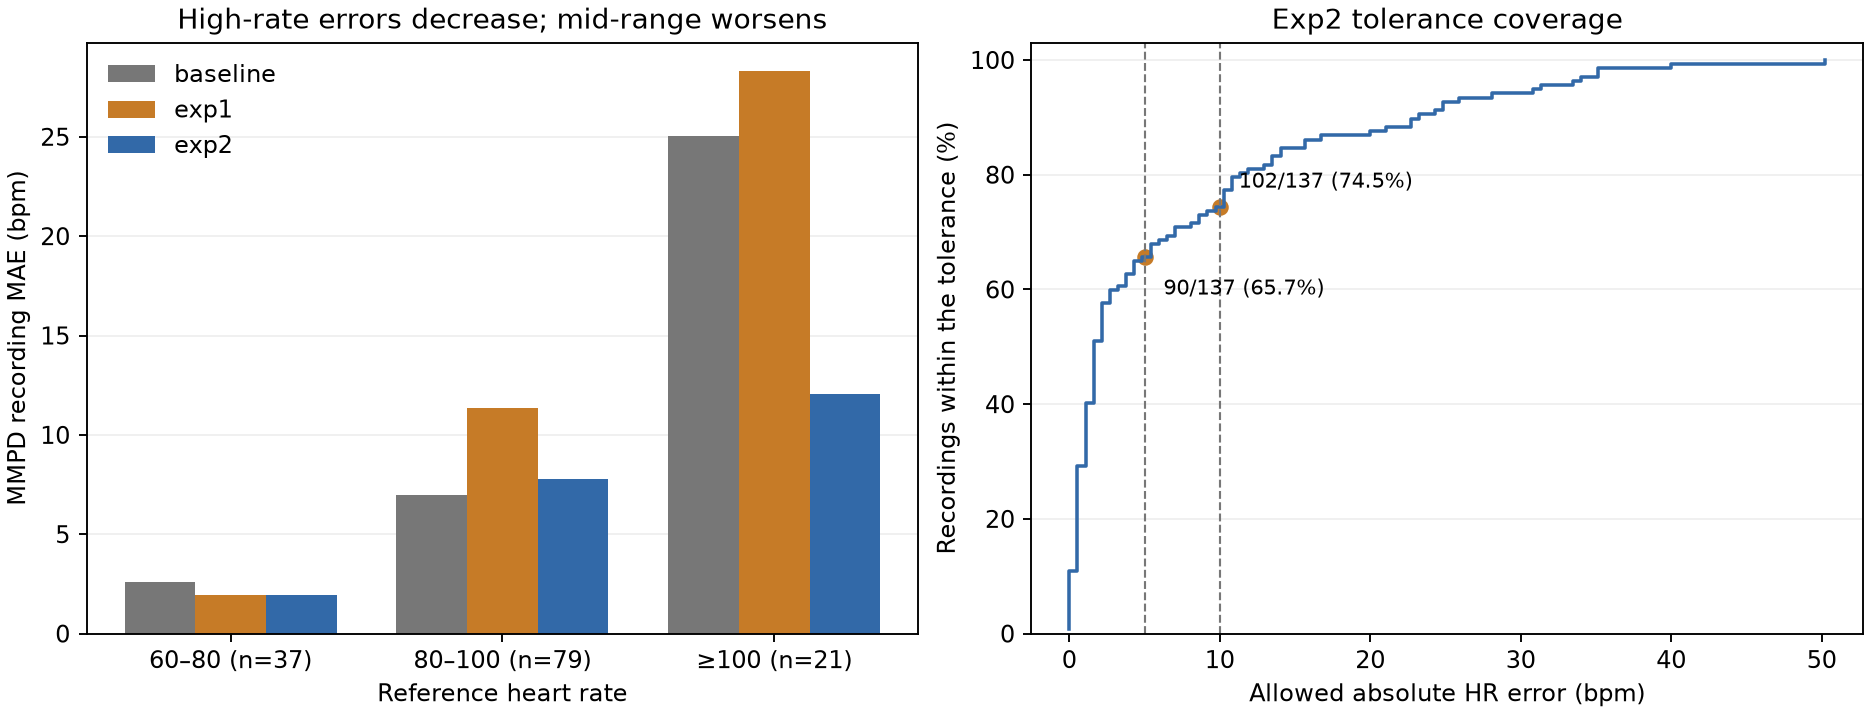 High-rate errors decrease; mid-range worsens
baseline
exp1
exp2
MMPD recording MAE (bpm)
25
20
15
10
5
0
60–80 (n=37)
80–100 (n=79)
≥100 (n=21)
Reference heart rate
Exp2 tolerance coverage
Recordings within the tolerance (%)
100
80
60
40
20
0
102/137 (74.5%)
90/137 (65.7%)
0
10
20
30
40
50
Allowed absolute HR error (bpm)